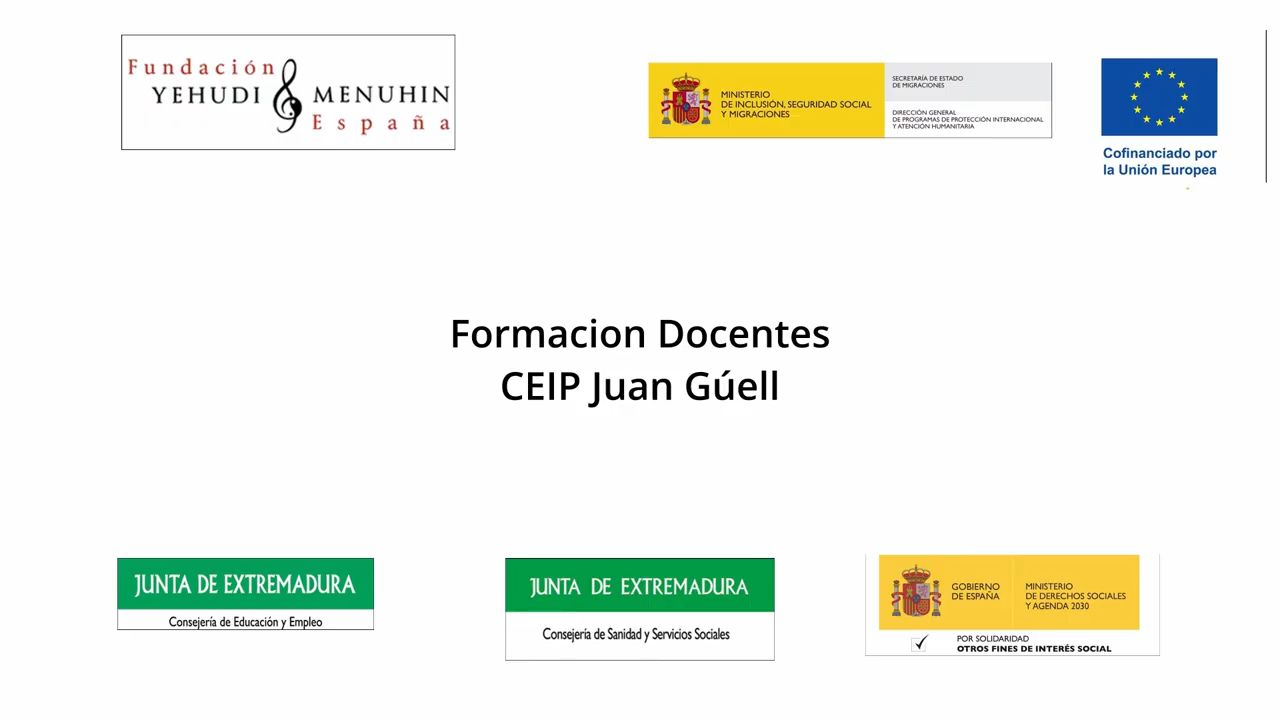 Fundación
YEHUDI MENUHIN
España
MINISTERIO
DE INCLUSIÓN, SEGURIDAD SOCIAL
Y MIGRACIONES
SECRETARÍA DE ESTADO
DE MIGRACIONES
DIRECCIÓN GENERAL
DE PROGRAMAS DE PROTECCIÓN INTERNACIONAL
Y ATENCIÓN HUMANITARIA
Cofinanciado por
la Unión Europea
Formacion Docentes
CEIP Juan Gúell
JUNTA DE EXTREMADURA
Consejería de Educación y Empleo
JUNTA DE EXTREMADURA
Consejería de Sanidad y Servicios Sociales
GOBIERNO
DE ESPAÑA
MINISTERIO
DE DERECHOS SOCIALES
Y AGENDA 2030
POR SOLIDARIDAD
OTROS FINES DE INTERÉS SOCIAL